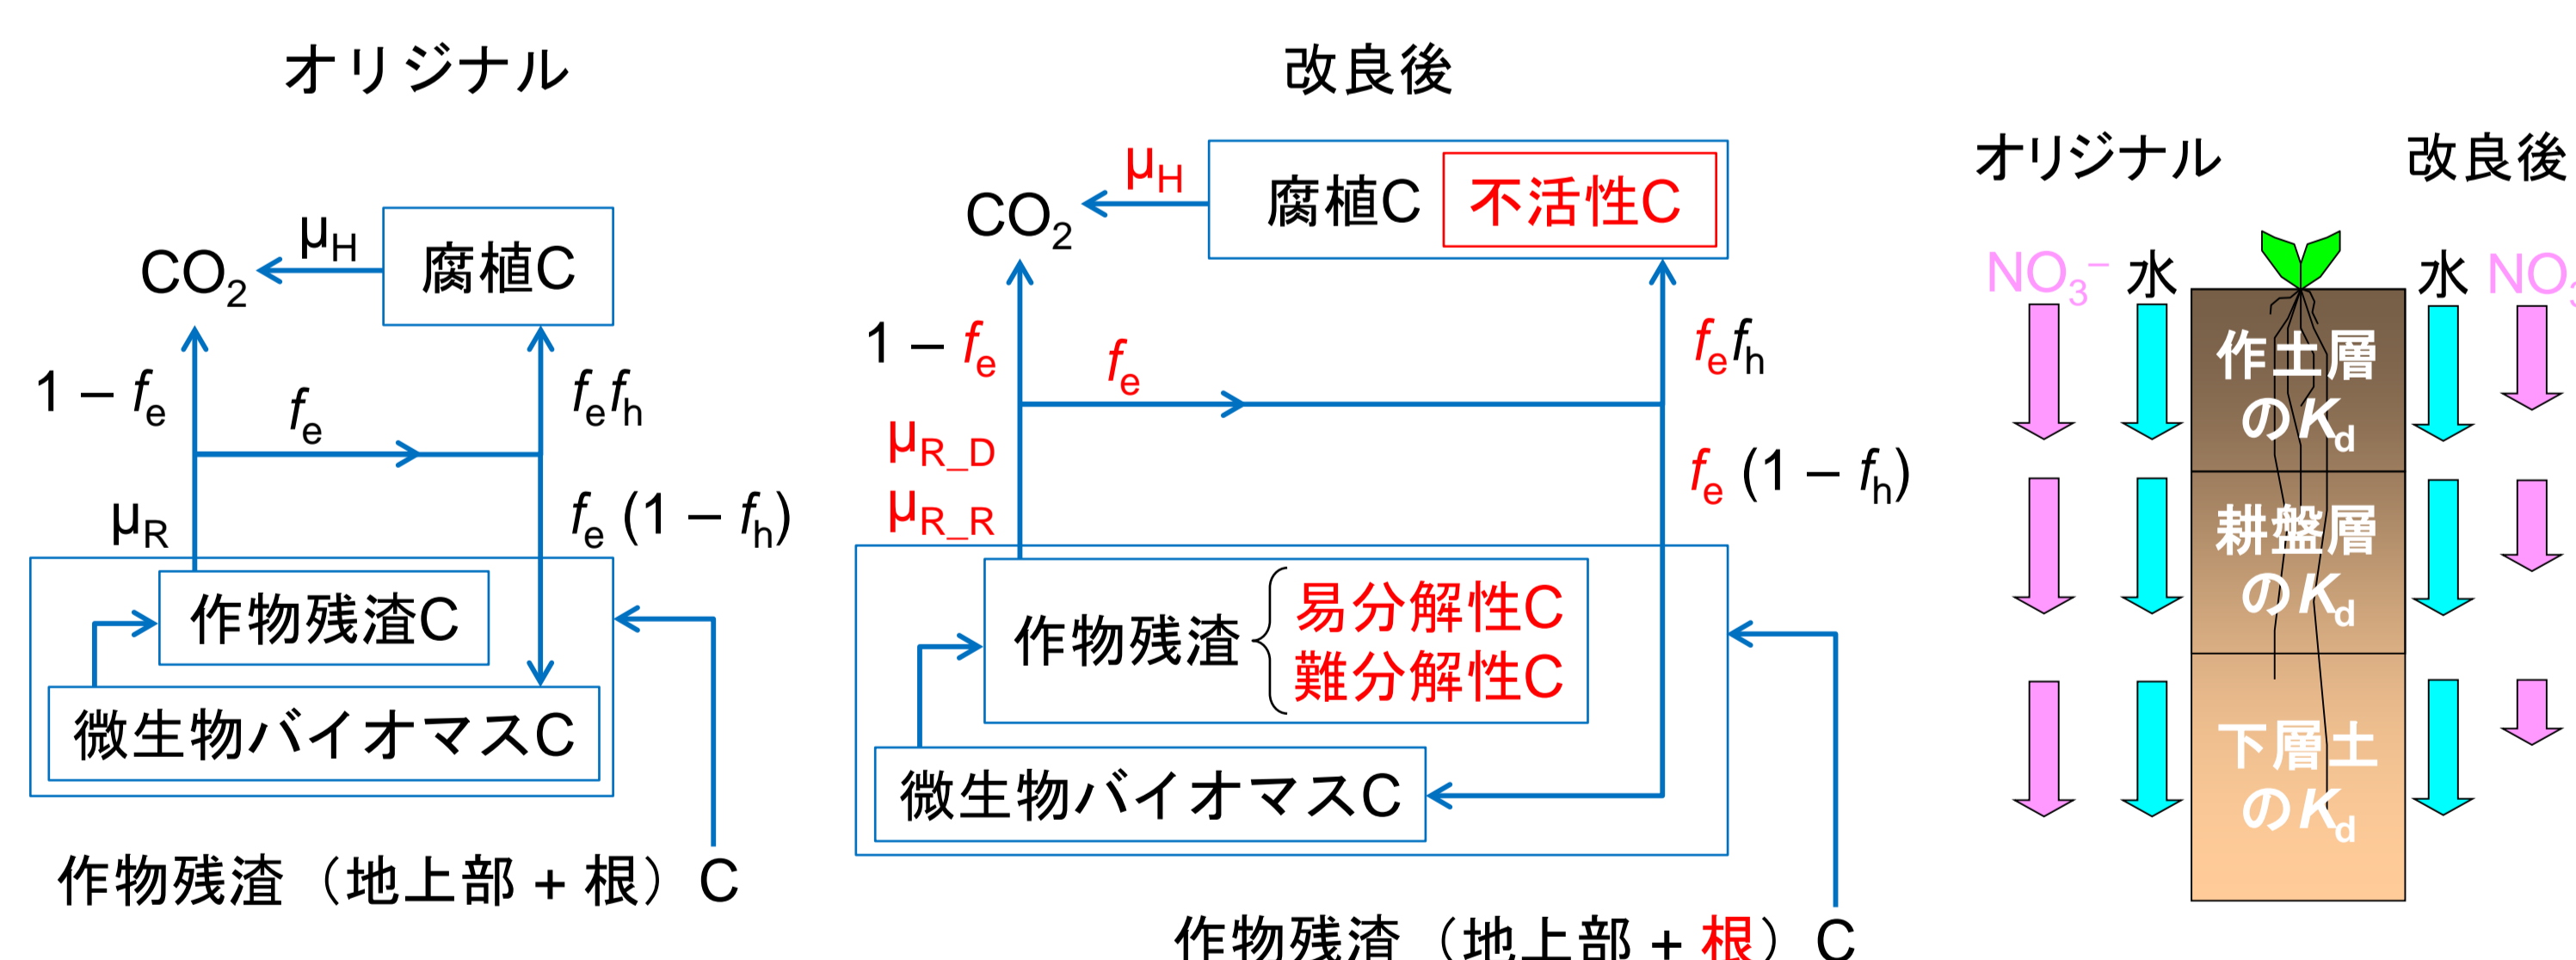 オリジナル
CO2
μH
腐植C
1 – fe
fe
fefh
μR
fe (1 – fh)
作物残渣C
微生物バイオマスC
作物残渣（地上部 + 根）C
改良後
CO2
μH
腐植C
不活性C
1 – fe
fe
fefh
μR_D
μR_R
fe (1 – fh)
作物残渣
易分解性C
難分解性C
微生物バイオマスC
作物残渣（地上部 + 根）C
オリジナル
改良後
NO3–
水
水
NO3
作土層
のKd
耕盤層
のKd
下層土
のKd